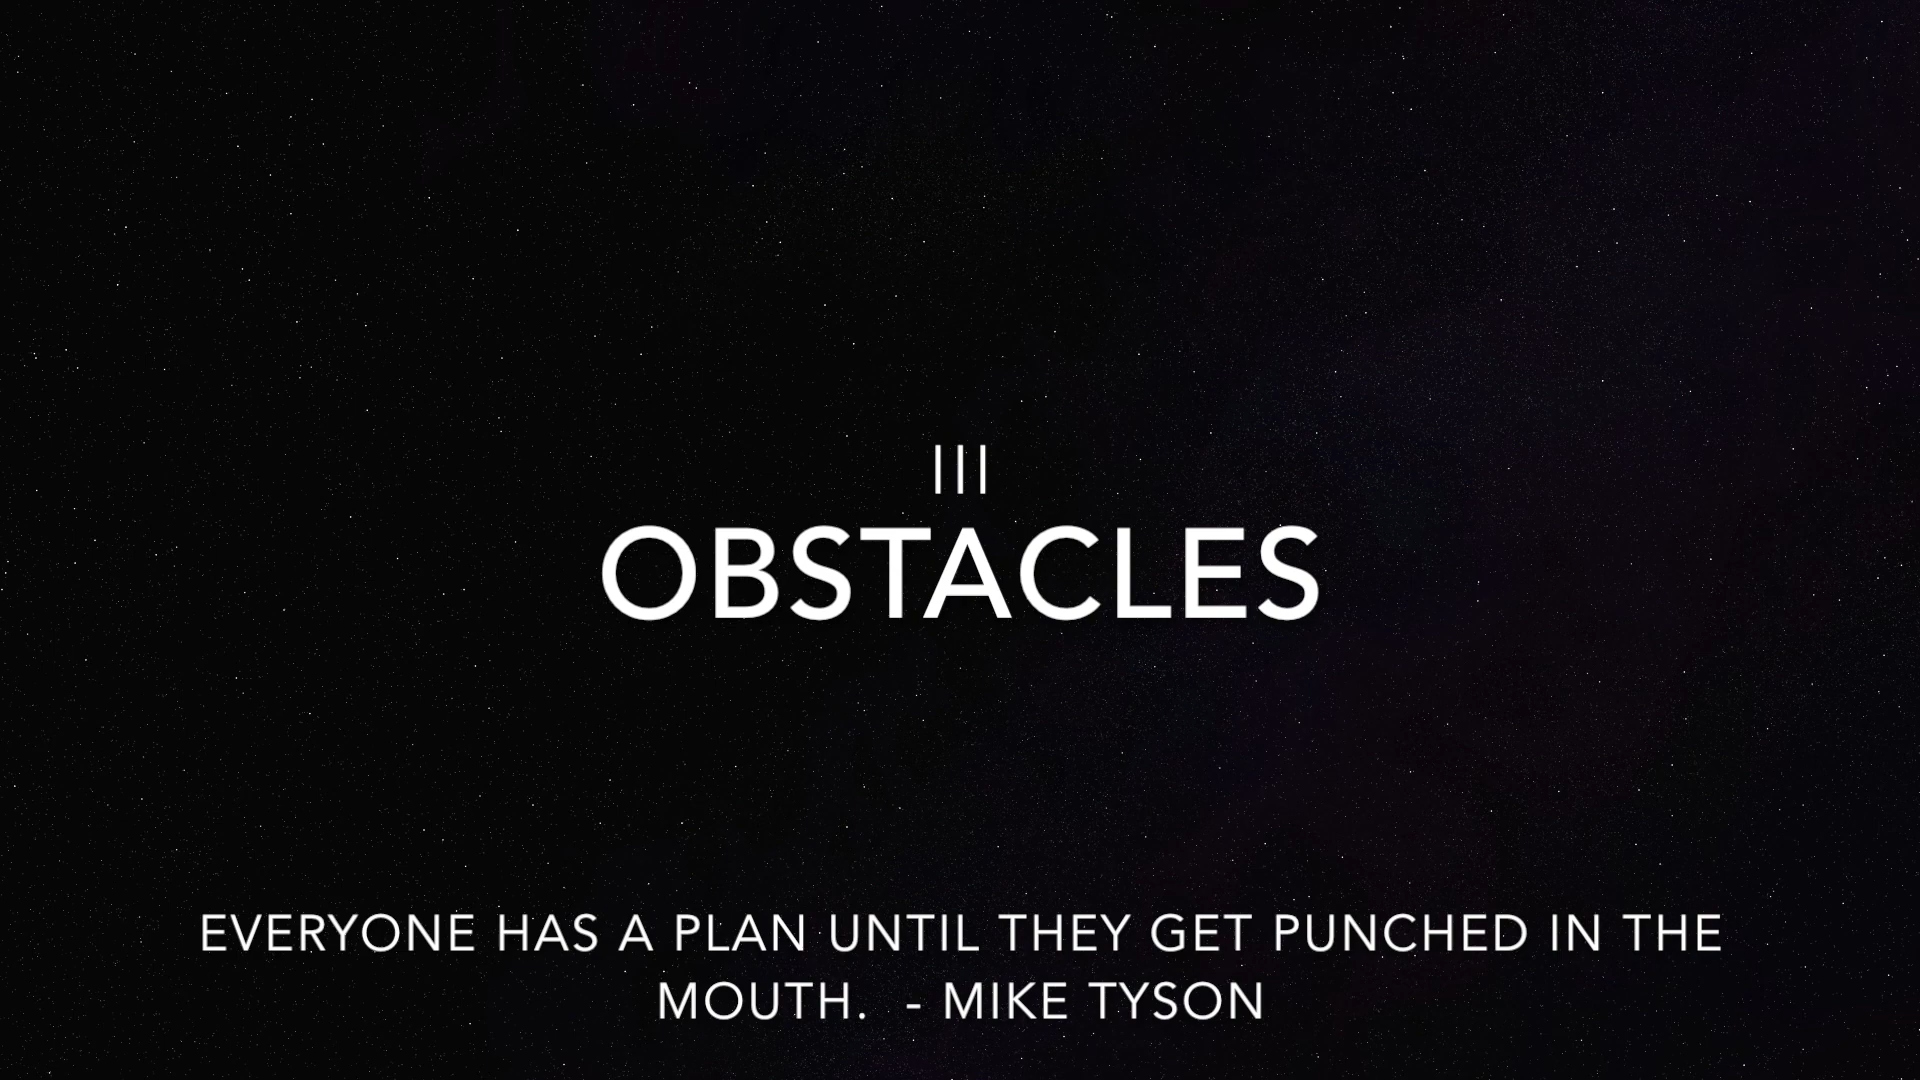 III
OBSTACLES
EVERYONE HAS A PLAN UNTIL THEY GET PUNCHED IN THE
MOUTH.  - MIKE TYSON